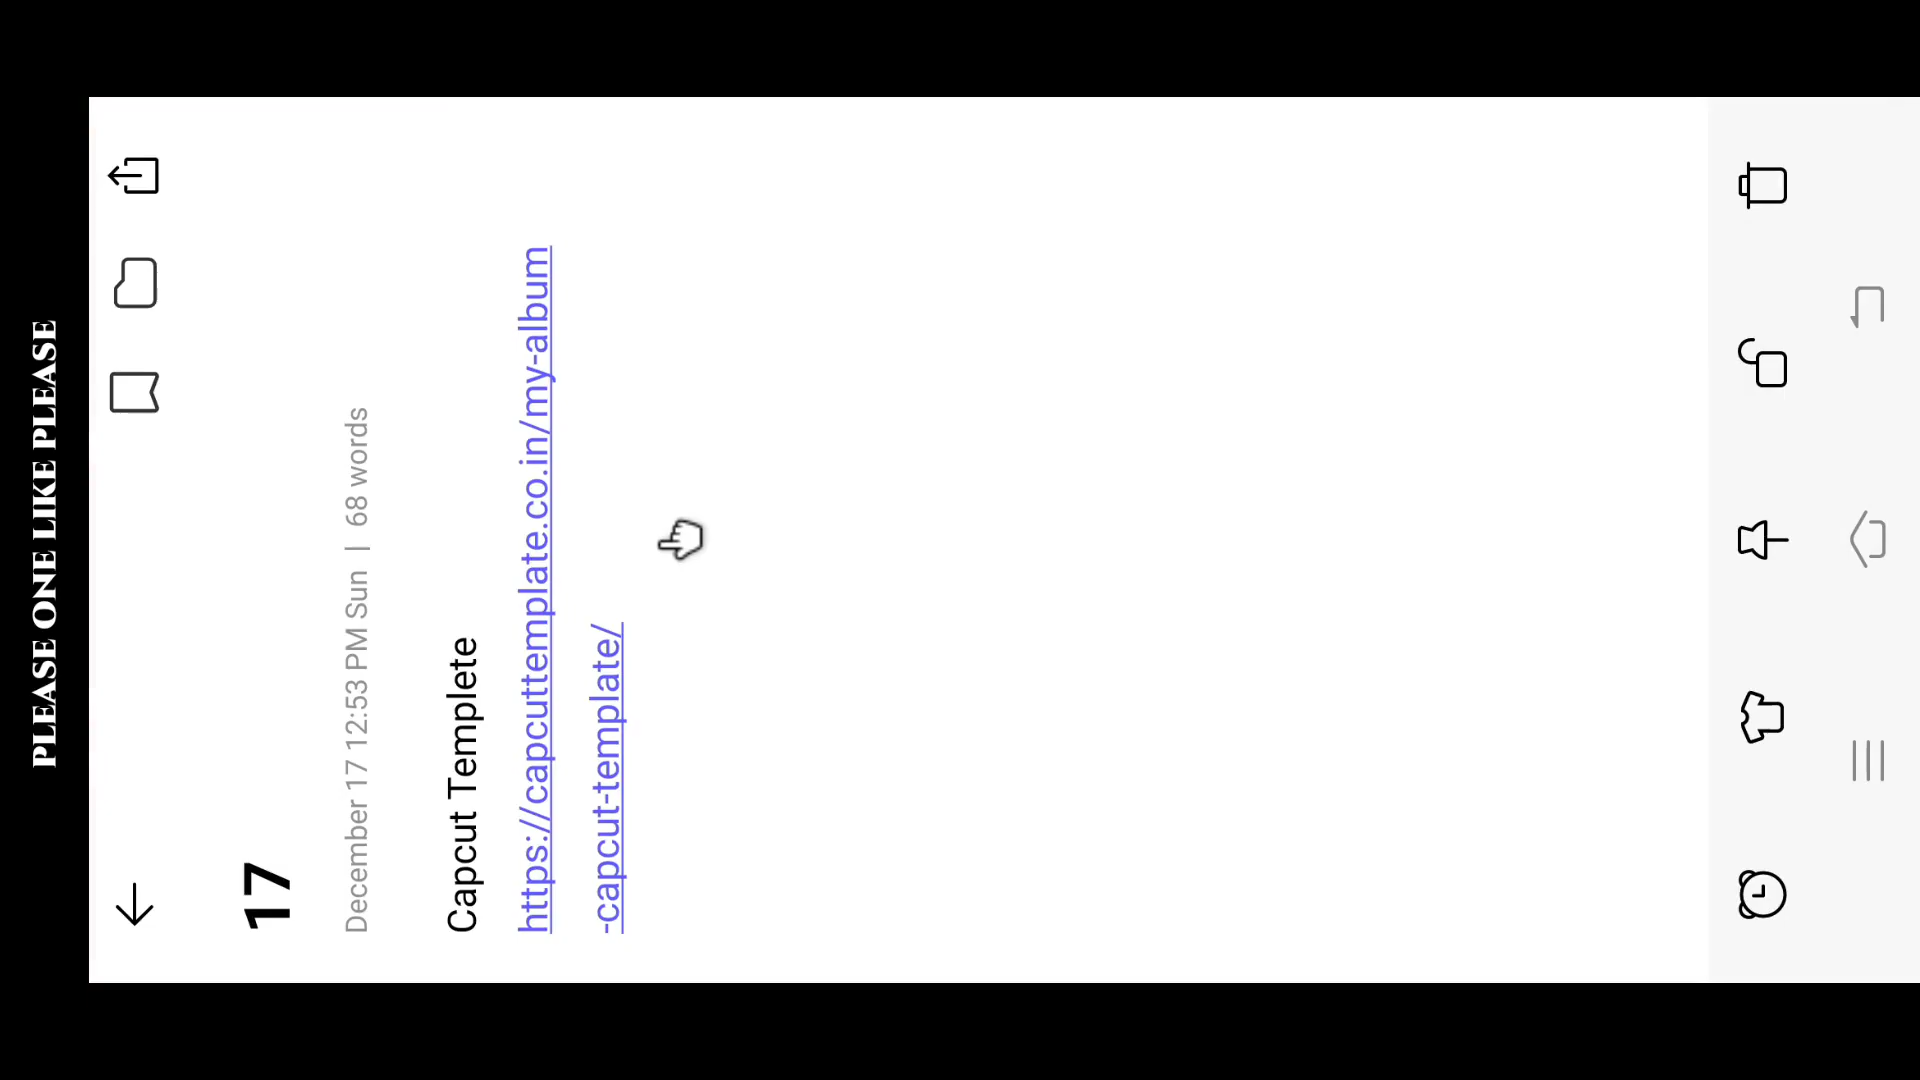 PLEASE ONE LIKE PLEASE
17
December 17 12:53 PM Sun | 68 words
Capcut Templete
https://capcuttemplate.co.in/my-album
-capcut-template/